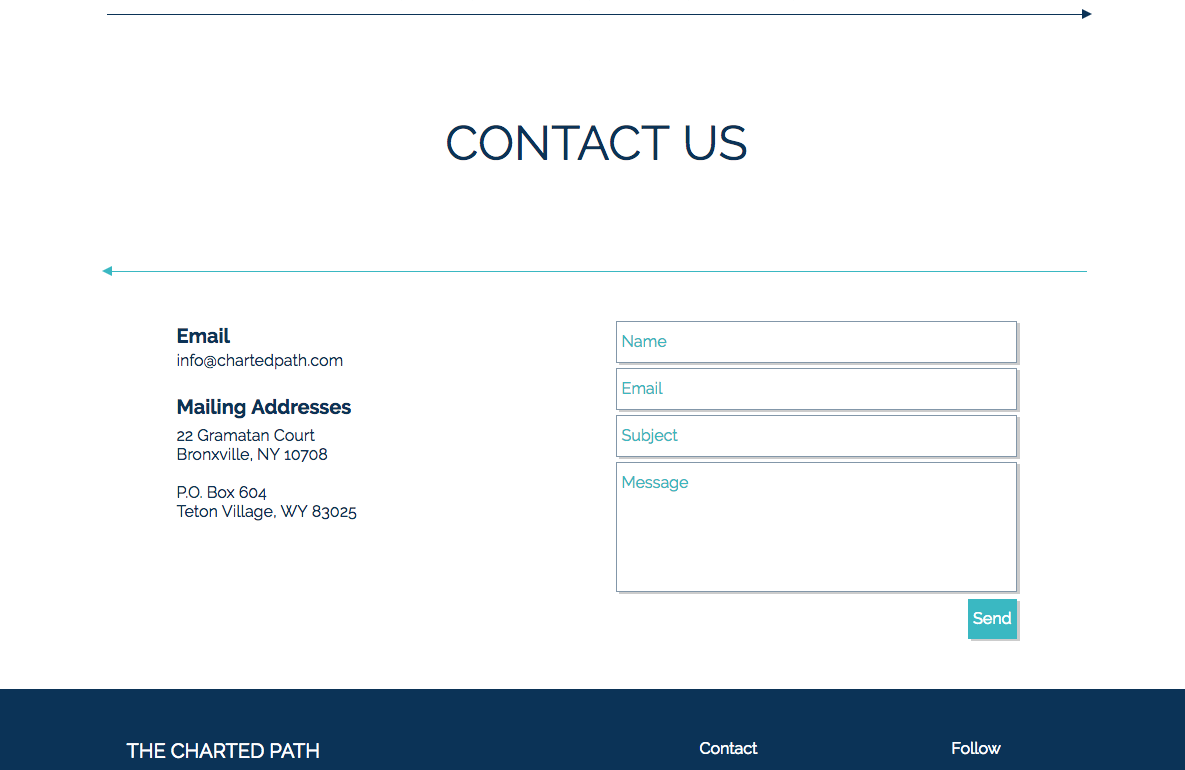 CONTACT US
Email
info@chartedpath.com
Mailing Addresses
22 Gramatan Court
Bronxville, NY 10708
P.O. Box 604
Teton Village, WY 83025
Name
Email
Subject
Message
Send
THE CHARTED PATH
Contact
Follow